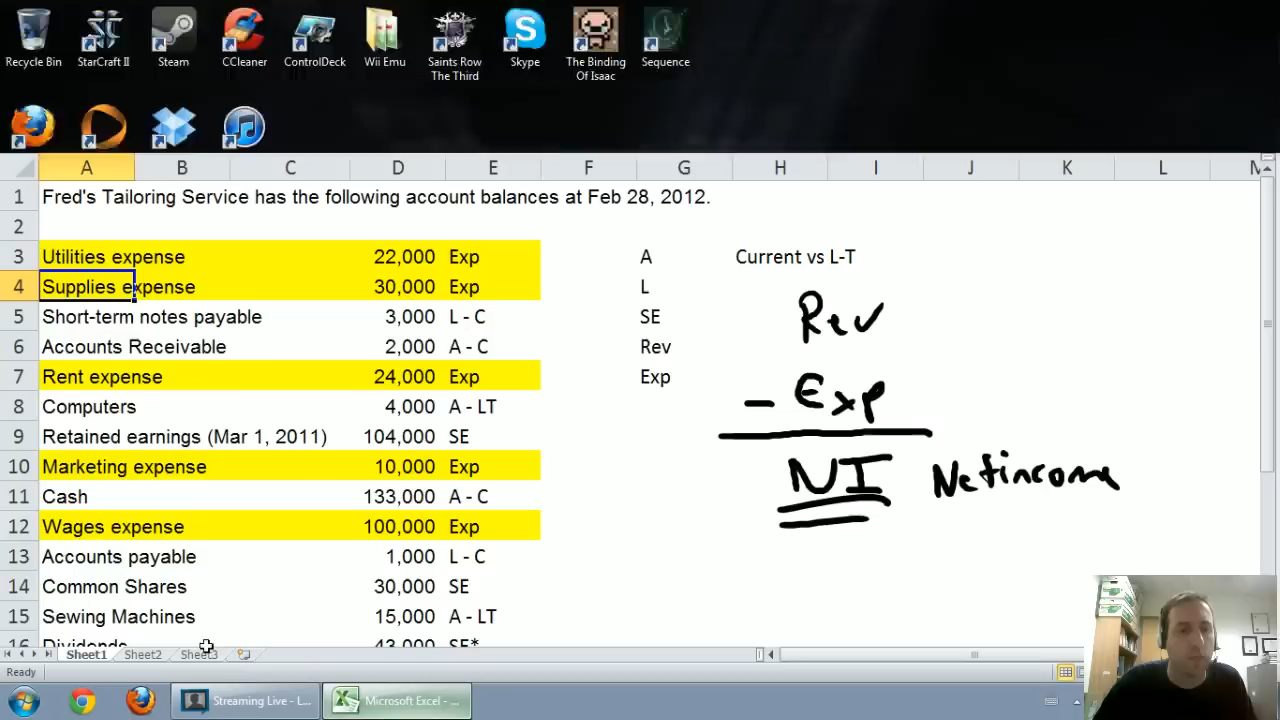 Recycle Bin
StarCraft II
Steam
CCleaner
ControlDeck
Wii Emu
Saints Row The Third
Skype
The Binding Of Isaac
Sequence
A B C D E F G H I J K L M
1 Fred's Tailoring Service has the following account balances at Feb 28, 2012.
2
3 Utilities expense 22,000 Exp A Current vs L-T
4 Supplies expense 30,000 Exp L
5 Short-term notes payable 3,000 L - C SE
6 Accounts Receivable 2,000 A - C Rev
7 Rent expense 24,000 Exp Exp
8 Computers 4,000 A - LT
9 Retained earnings (Mar 1, 2011) 104,000 SE
10 Marketing expense 10,000 Exp
11 Cash 133,000 A - C
12 Wages expense 100,000 Exp
13 Accounts payable 1,000 L - C
14 Common Shares 30,000 SE
15 Sewing Machines 15,000 A - LT
16 Dividends 43,000 SE*
Rev
- Exp
NI Net income
Sheet1 Sheet2 Sheet3
Ready
Streaming Live - L...
Microsoft Excel - ...